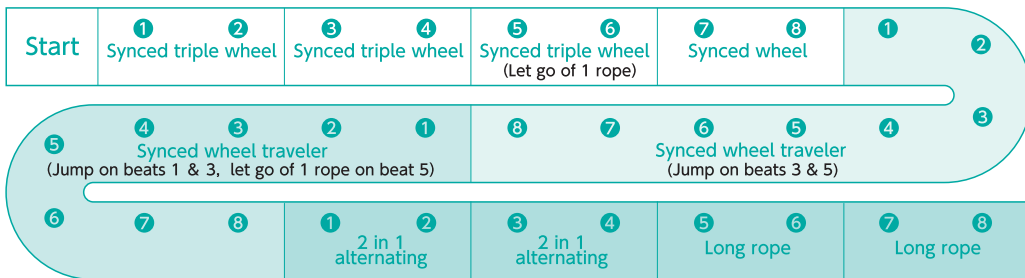 Start
1 2
Synced triple wheel
3 4
Synced triple wheel
5 6
Synced triple wheel
(Let go of 1 rope)
7 8
Synced wheel
1
2
3
4
5
6
7
8
Synced wheel traveler
(Jump on beats 3 & 5)
1
2
3
4
5
Synced wheel traveler
(Jump on beats 1 & 3, let go of 1 rope on beat 5)
6
7
8
1 2
2 in 1
alternating
3 4
2 in 1
alternating
5 6
Long rope
7 8
Long rope